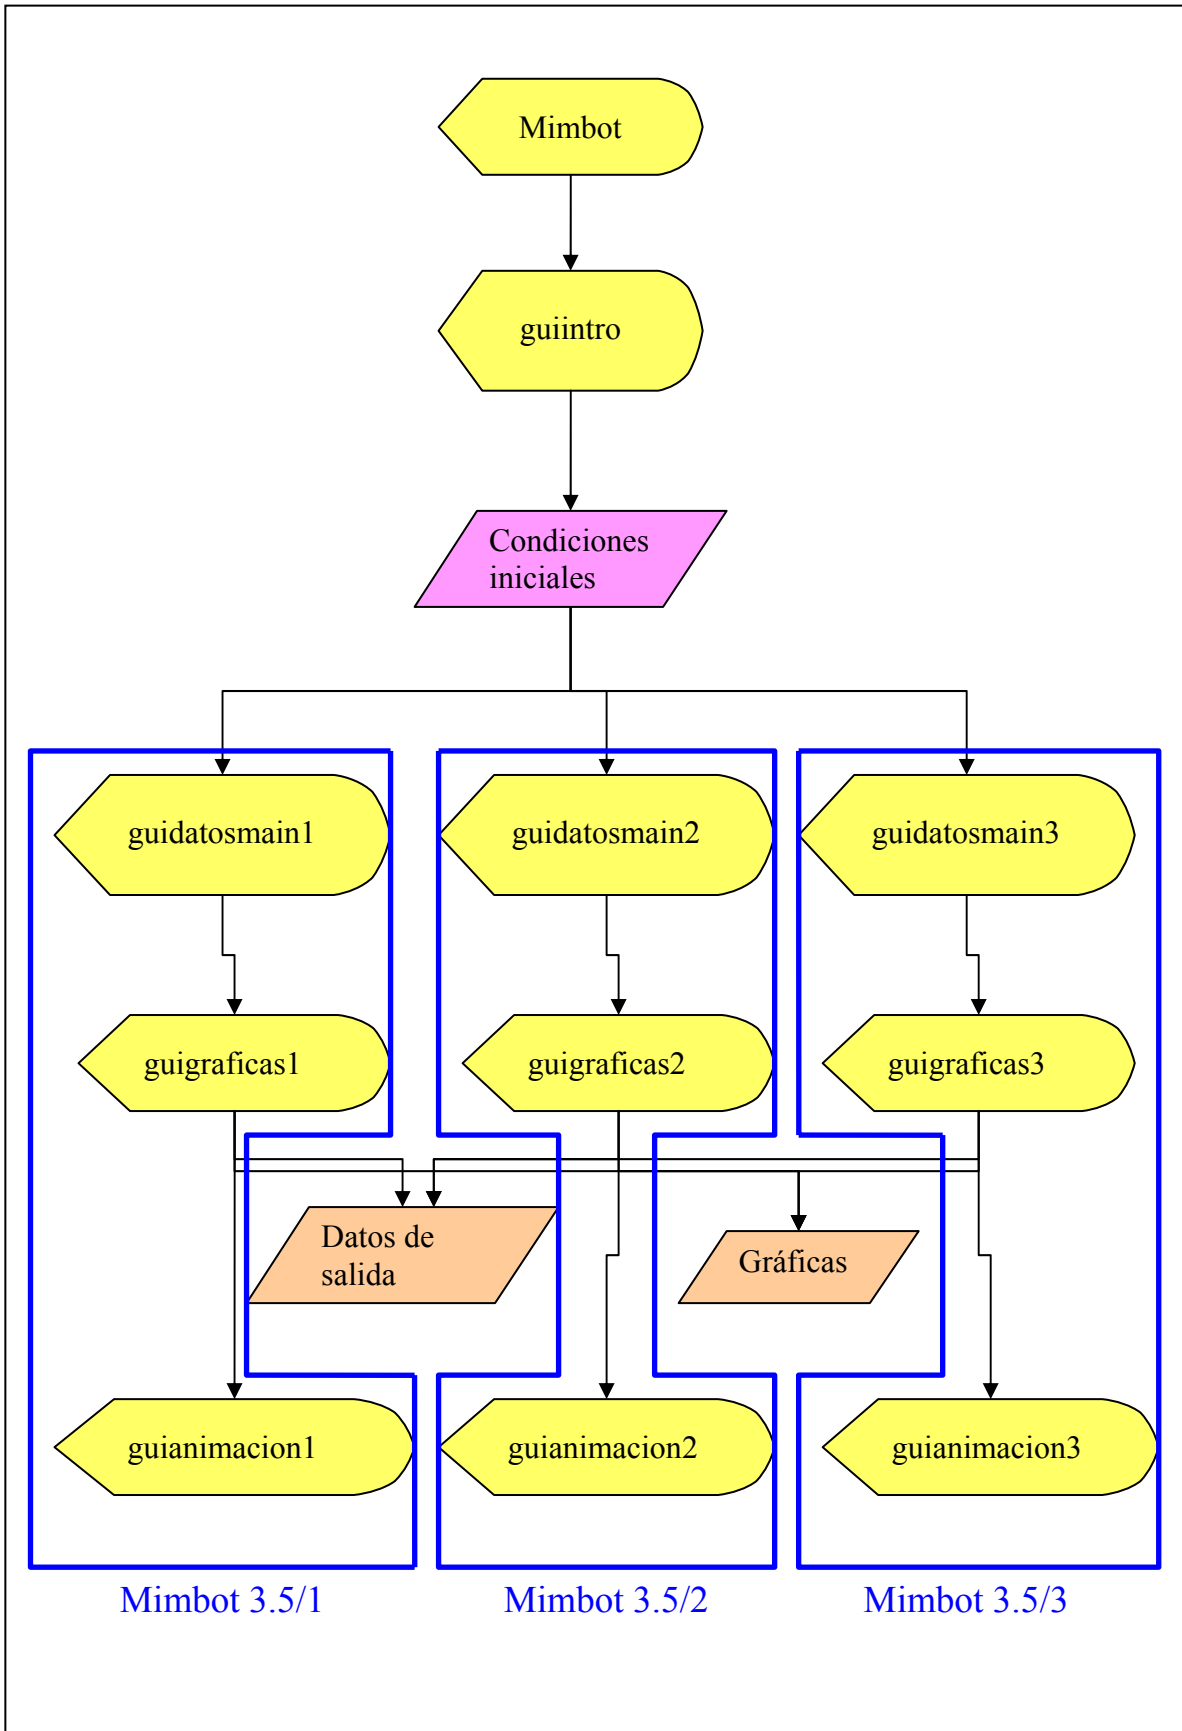 Mimbot
guiintro
Condiciones
iniciales
guidatosmain1
guidatosmain2
guidatosmain3
guigraficas1
guigraficas2
guigraficas3
Datos de
salida
Gráficas
guianimacion1
guianimacion2
guianimacion3
Mimbot 3.5/1
Mimbot 3.5/2
Mimbot 3.5/3